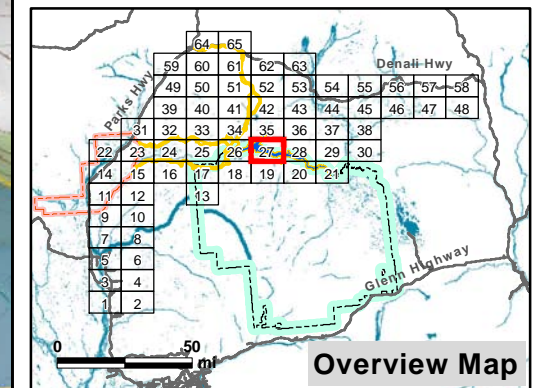 64 65
59 60 61 62 63
Denali Hwy
Parks Hwy
49 50 51 52 53 54 55 56 57 58
39 40 41 42 43 44 45 46 47 48
31 32 33 34 35 36 37 38
22 23 24 25 26 27 28 29 30
14 15 16 17 18 19 20 21
11 12 13
9 10
7 8
5 6
Glenn Highway
3 4
1 2
0 50
mi
Overview Map